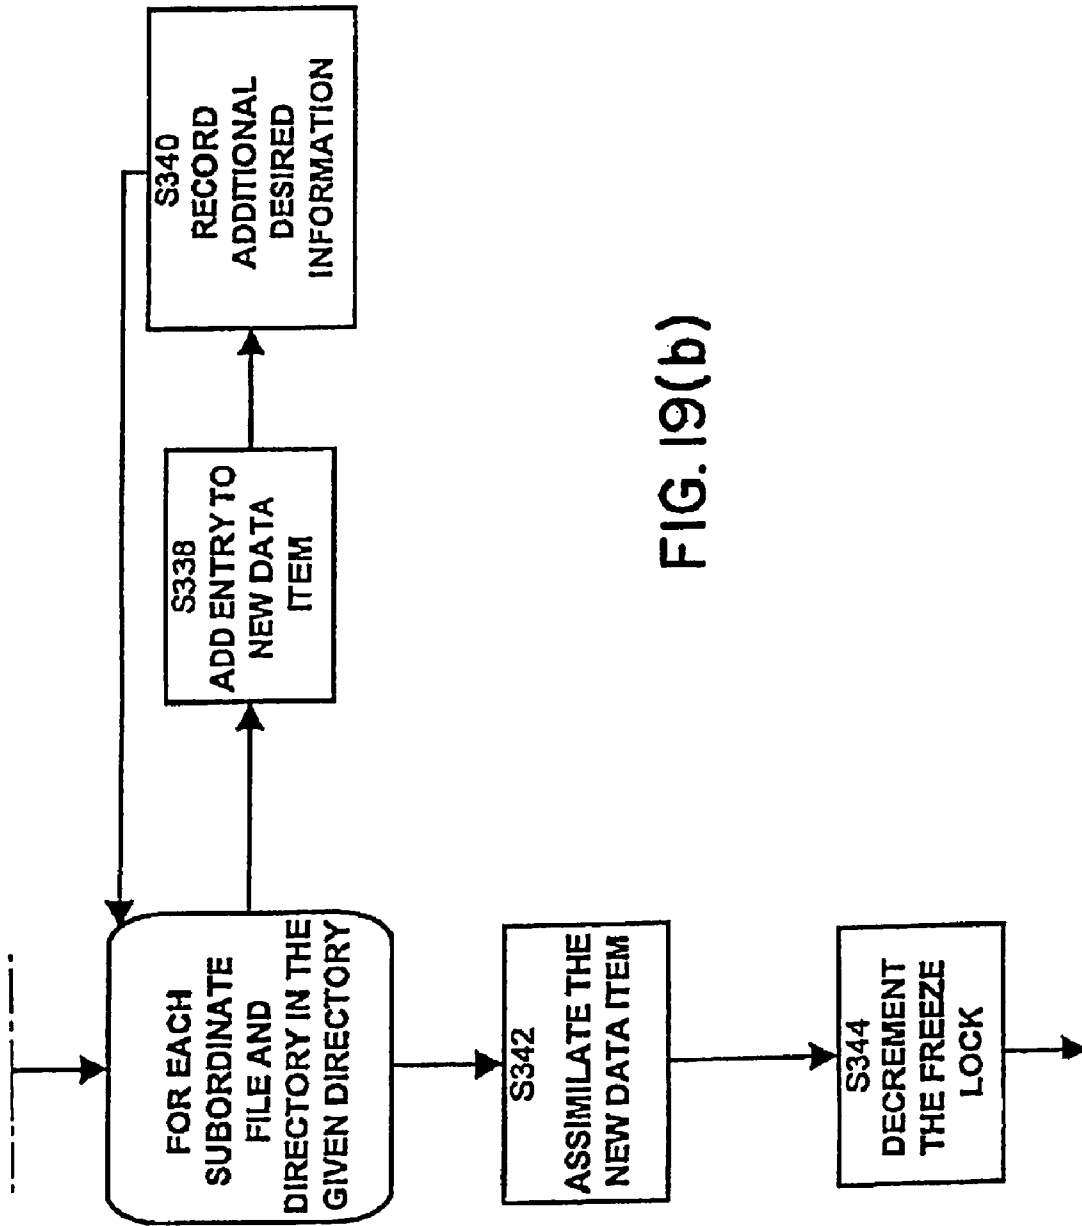 FOR EACH
SUBORDINATE
FILE AND
DIRECTORY IN THE
GIVEN DIRECTORY
S338
ADD ENTRY TO
NEW DATA
ITEM
S340
RECORD
ADDITIONAL
DESIRED
INFORMATION
S342
ASSIMILATE THE
NEW DATA ITEM
S344
DECREMENT
THE FREEZE
LOCK
FIG. 19(b)